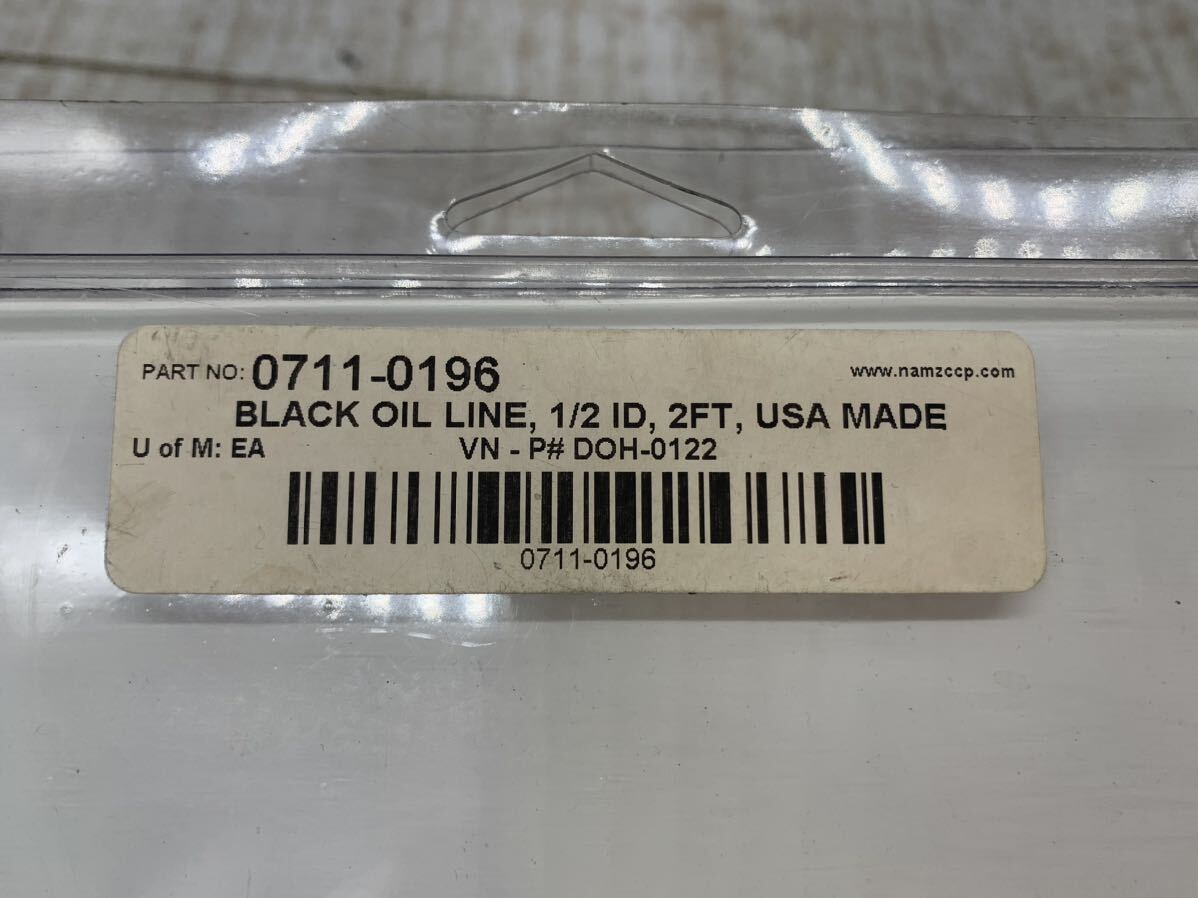 PART NO: 0711-0196 www.namzccp.com
BLACK OIL LINE, 1/2 ID, 2FT, USA MADE
U of M: EA VN - P# DOH-0122
0711-0196